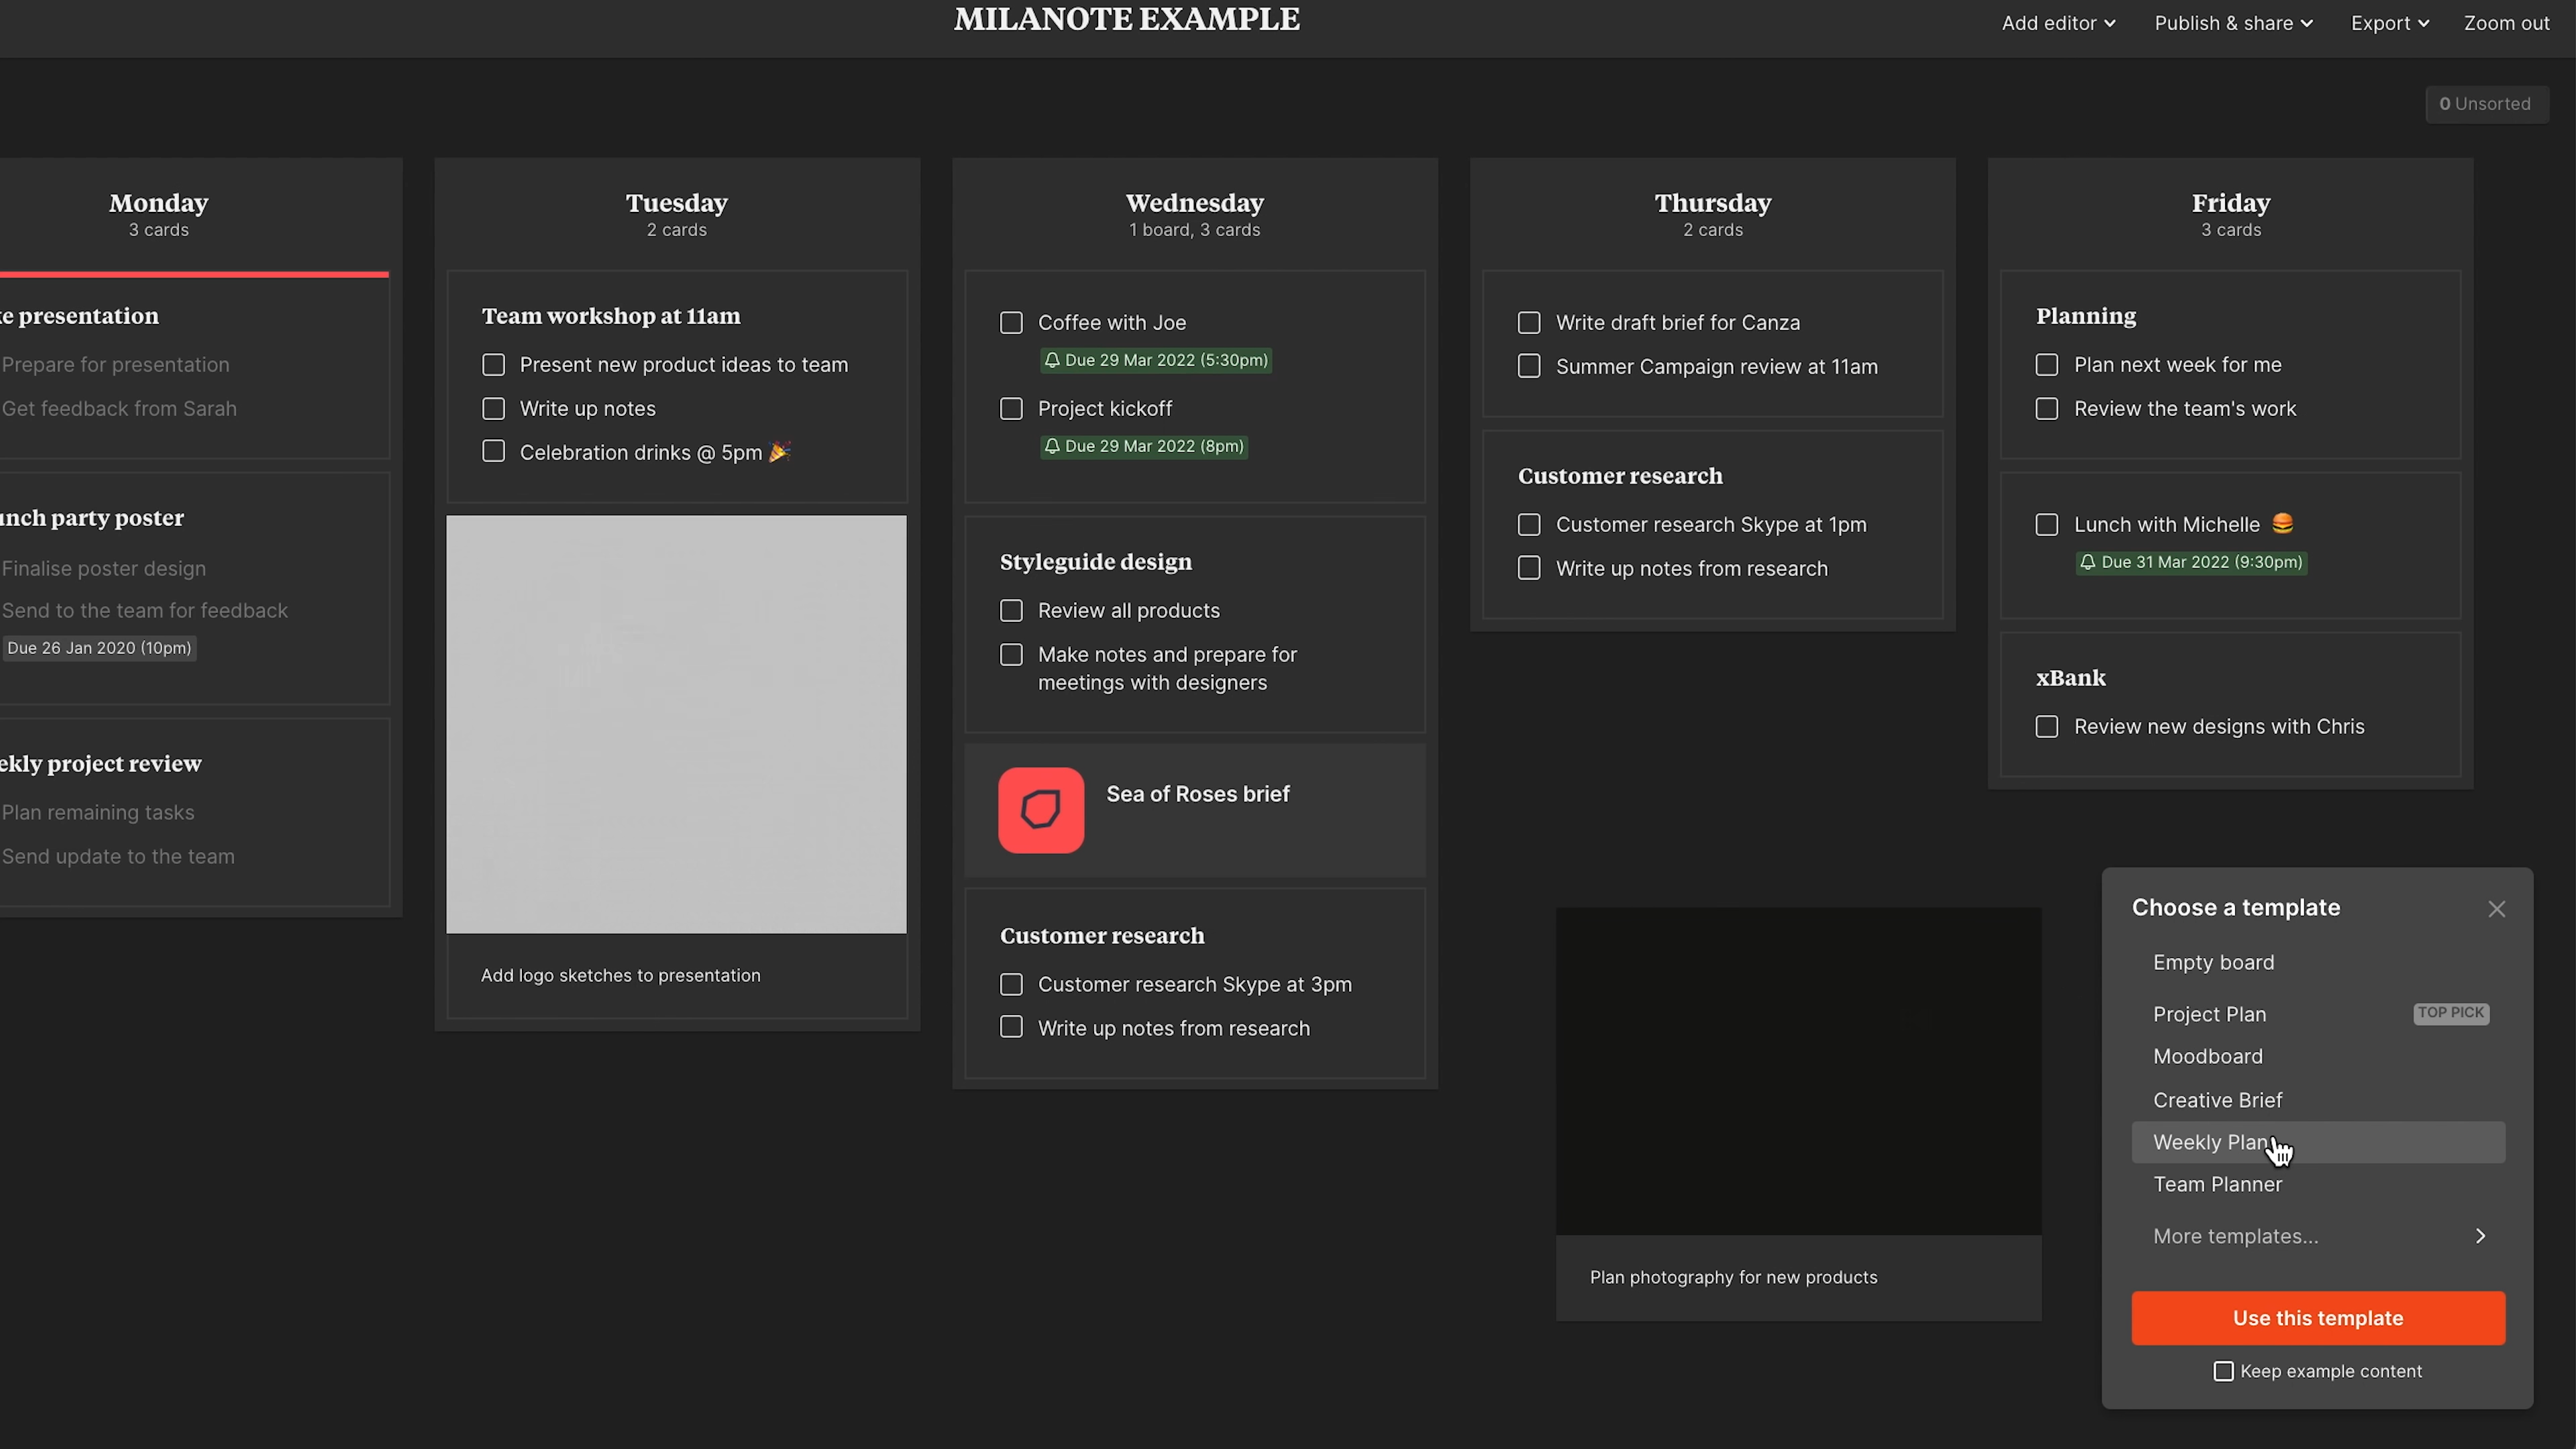 MILANOTE EXAMPLE
Add editor
Publish & share
Export
Zoom out
0 Unsorted
Monday
3 cards
presentation
Prepare for presentation
Get feedback from Sarah
party poster
Finalise poster design
Send to the team for feedback
Due 26 Jan 2020 (10pm)
project review
Plan remaining tasks
Send update to the team
Tuesday
2 cards
Team workshop at 11am
Present new product ideas to team
Write up notes
Celebration drinks @ 5pm 🎉
Add logo sketches to presentation
Wednesday
1 board, 3 cards
Coffee with Joe
Due 29 Mar 2022 (5:30pm)
Project kickoff
Due 29 Mar 2022 (8pm)
Styleguide design
Review all products
Make notes and prepare for
meetings with designers
Sea of Roses brief
Customer research
Customer research Skype at 3pm
Write up notes from research
Thursday
2 cards
Write draft brief for Canza
Summer Campaign review at 11am
Customer research
Customer research Skype at 1pm
Write up notes from research
Plan photography for new products
Friday
3 cards
Planning
Plan next week for me
Review the team's work
Lunch with Michelle 🍔
Due 31 Mar 2022 (9:30pm)
xBank
Review new designs with Chris
Choose a template
Empty board
Project Plan
TOP PICK
Moodboard
Creative Brief
Weekly Plan
Team Planner
More templates...
Use this template
Keep example content